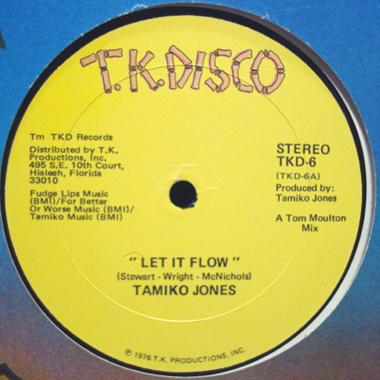 T.K.DISCO
Tm TKD Records
Distributed by T.K.
Productions, Inc.
495 S.E. 10th Court,
Hialeah, Florida
33010
Fudge Lips Music
(BMI)/For Better
Or Worse Music (BMI)/
Tamiko Music (BMI)
STEREO
TKD-6
(TKD-6A)
Produced by:
Tamiko Jones
A Tom Moulton
Mix
" LET IT FLOW "
(Stewart - Wright - McNichols)
TAMIKO JONES
℗ 1976 T.K. PRODUCTIONS, INC.